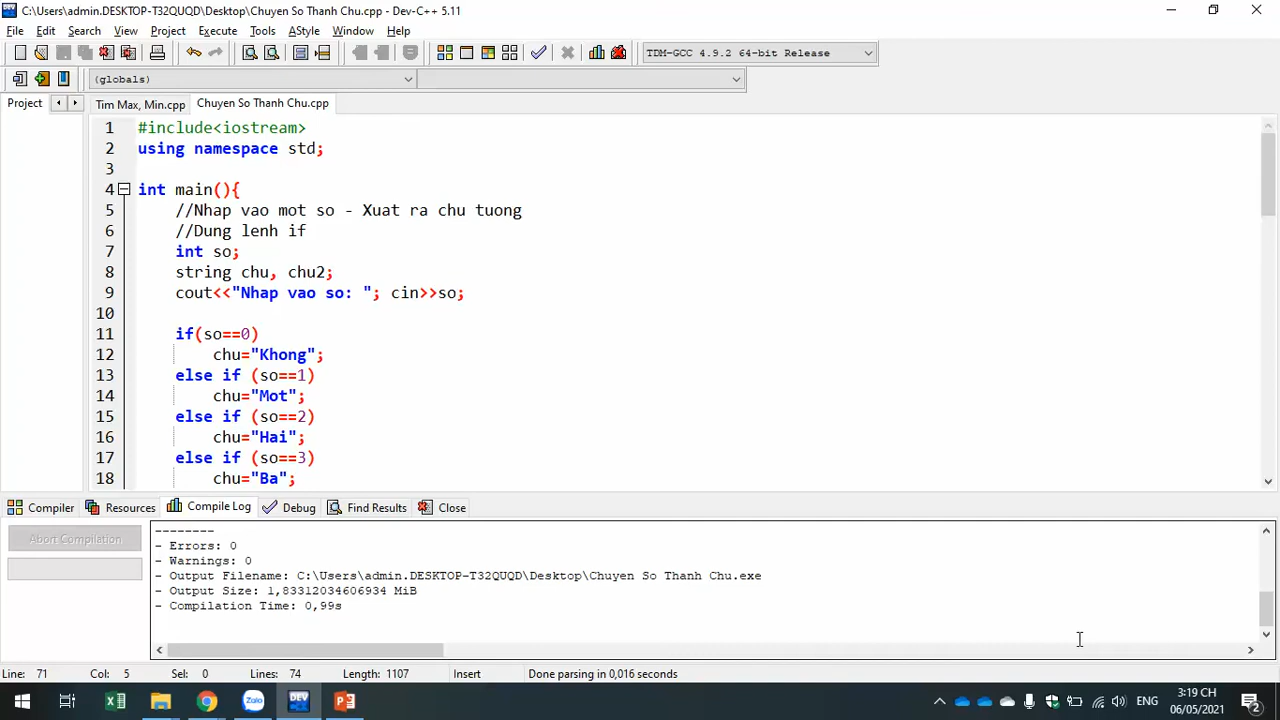 C:\Users\admin.DESKTOP-T32QUQD\Desktop\Chuyen So Thanh Chu.cpp - Dev-C++ 5.11
File Edit Search View Project Execute Tools AStyle Window Help
TDM-GCC 4.9.2 64-bit Release
(globals)
Project Tim Max, Min.cpp Chuyen So Thanh Chu.cpp
1 #include<iostream>
2 using namespace std;
3
4 int main(){
5 //Nhap vao mot so - Xuat ra chu tuong
6 //Dung lenh if
7 int so;
8 string chu, chu2;
9 cout<<"Nhap vao so: "; cin>>so;
10
11 if(so==0)
12 chu="Khong";
13 else if (so==1)
14 chu="Mot";
15 else if (so==2)
16 chu="Hai";
17 else if (so==3)
18 chu="Ba";
Compiler Resources Compile Log Debug Find Results Close
Abort Compilation
--------
- Errors: 0
- Warnings: 0
- Output Filename: C:\Users\admin.DESKTOP-T32QUQD\Desktop\Chuyen So Thanh Chu.exe
- Output Size: 1,83312034606934 MiB
- Compilation Time: 0,99s
Line: 71 Col: 5 Sel: 0 Lines: 74 Length: 1107 Insert Done parsing in 0,016 seconds
Zalo DEV ENG 3:19 CH
06/05/2021 2